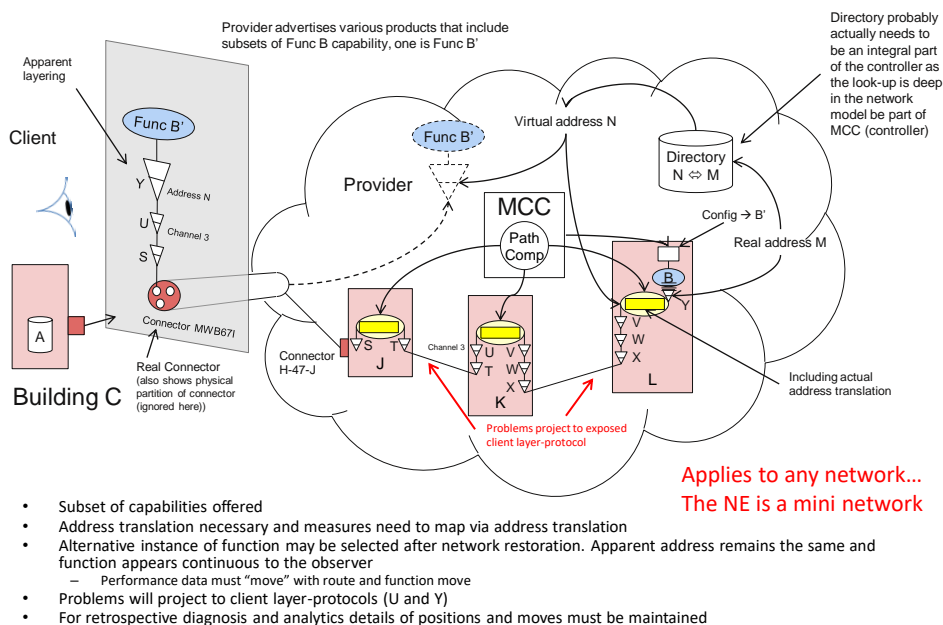 Provider advertises various products that include
subsets of Func B capability, one is Func B’
Directory probably
actually needs to
be an integral part
of the controller as
the look-up is deep
in the network
model be part of
MCC (controller)
Apparent
layering
Client
Func B’
Y
Address N
U
Channel 3
S
Connector MWB67I
A
Building C
Real Connector
(also shows physical
partition of connector
(ignored here))
Func B’
Virtual address N
Provider
Directory
N ⇔ M
MCC
Path
Comp
Config → B’
Real address M
B
Y
V
W
X
L
Connector
H-47-J
S
T
J
Channel 3
U
V
T
W
X
K
Including actual
address translation
Problems project to exposed
client layer-protocol
Applies to any network…
The NE is a mini network
• Subset of capabilities offered
• Address translation necessary and measures need to map via address translation
• Alternative instance of function may be selected after network restoration. Apparent address remains the same and
function appears continuous to the observer
– Performance data must “move” with route and function move
• Problems will project to client layer-protocols (U and Y)
• For retrospective diagnosis and analytics details of positions and moves must be maintained